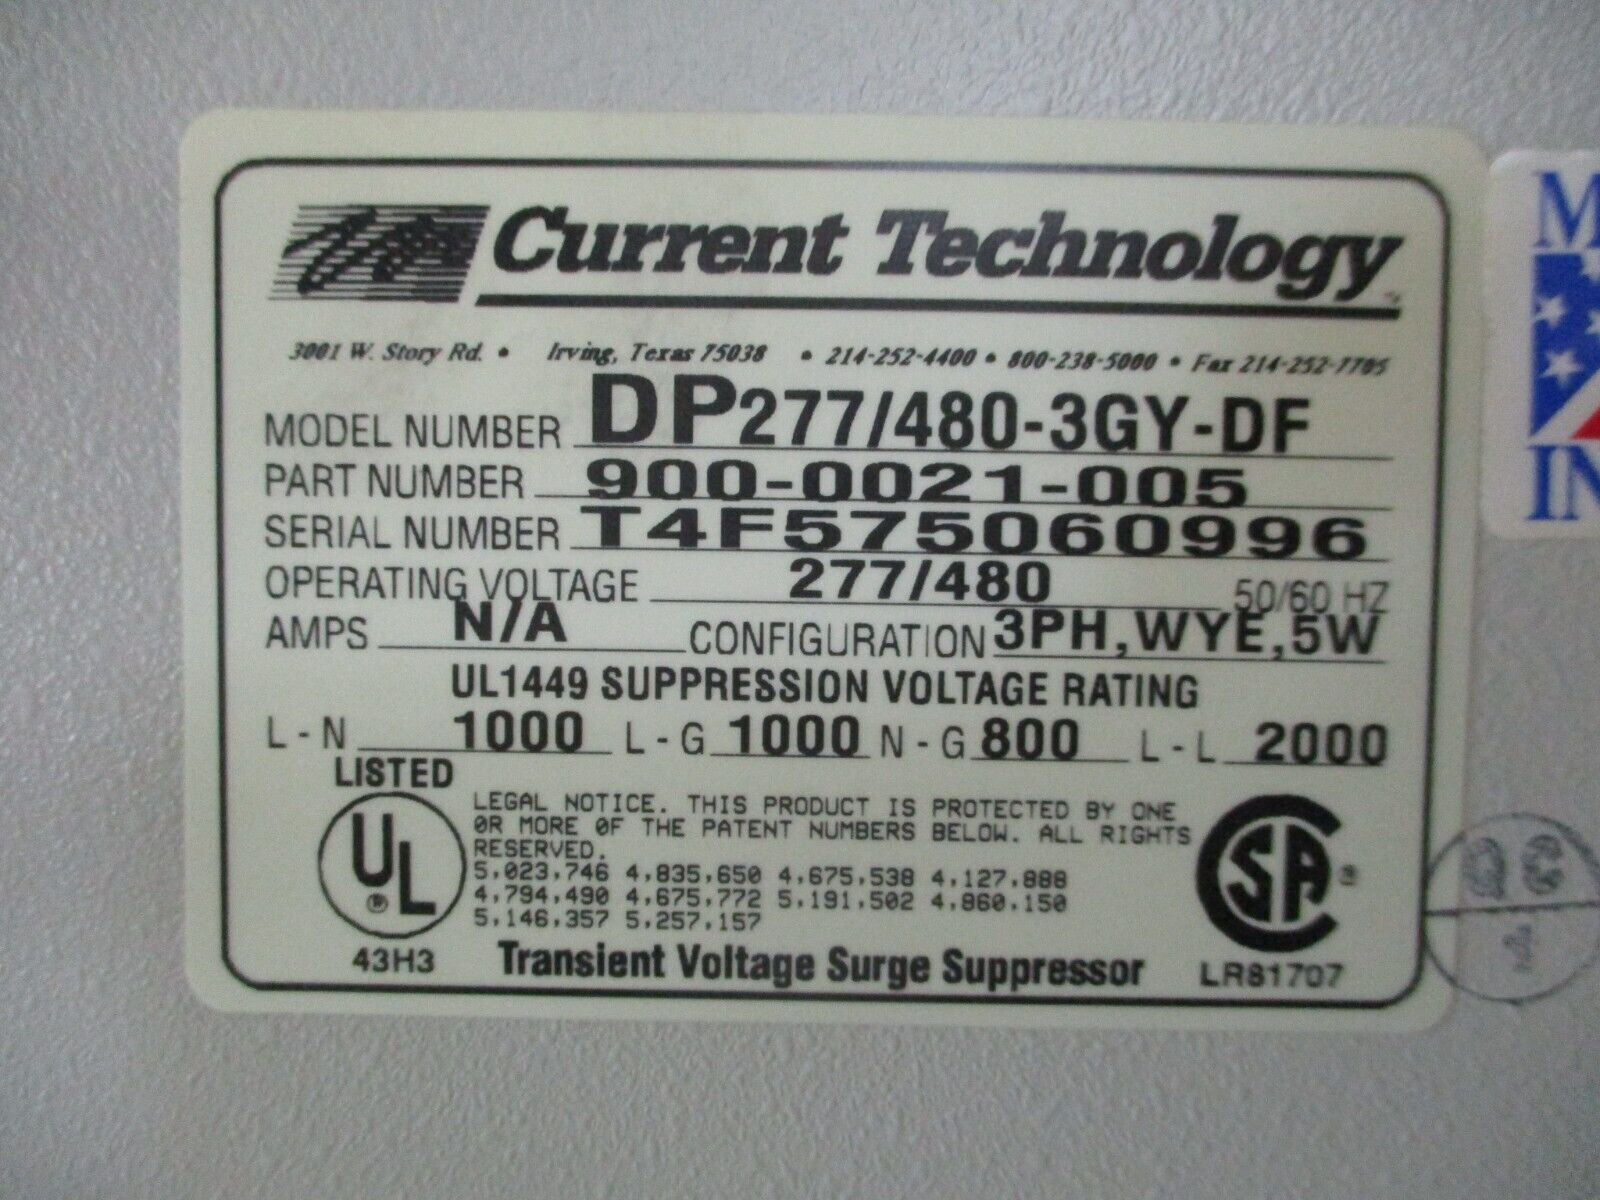 Current Technology
3001 W. Story Rd. • Irving, Texas 75038 • 214-252-4400 • 800-238-5000 • Fax 214-252-7705
MODEL NUMBER DP277/480-3GY-DF
PART NUMBER 900-0021-005
SERIAL NUMBER T4F575060996
OPERATING VOLTAGE 277/480 50/60 HZ
AMPS N/A CONFIGURATION 3PH,WYE,5W
UL1449 SUPPRESSION VOLTAGE RATING
L - N 1000 L - G 1000 N - G 800 L - L 2000
LISTED
UL ®
43H3
LEGAL NOTICE. THIS PRODUCT IS PROTECTED BY ONE
OR MORE OF THE PATENT NUMBERS BELOW. ALL RIGHTS
RESERVED.
5,023,746 4,835,650 4,675,538 4,127,888
4,794,490 4,675,772 5,191,502 4,860,150
5,146,357 5,257,157
Transient Voltage Surge Suppressor
CSA ®
LR81707
M
IN